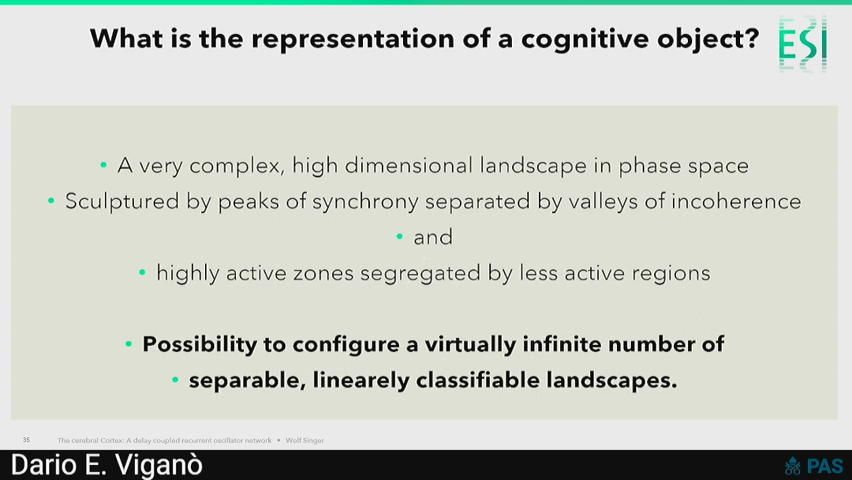 What is the representation of a cognitive object?
ESI
• A very complex, high dimensional landscape in phase space
• Sculptured by peaks of synchrony separated by valleys of incoherence
• and
• highly active zones segregated by less active regions
• Possibility to configure a virtually infinite number of
• separable, linearely classifiable landscapes.
35 The cerebral Cortex: A delay coupled recurrent oscillator network • Wolf Singer
Dario E. Viganò
PAS